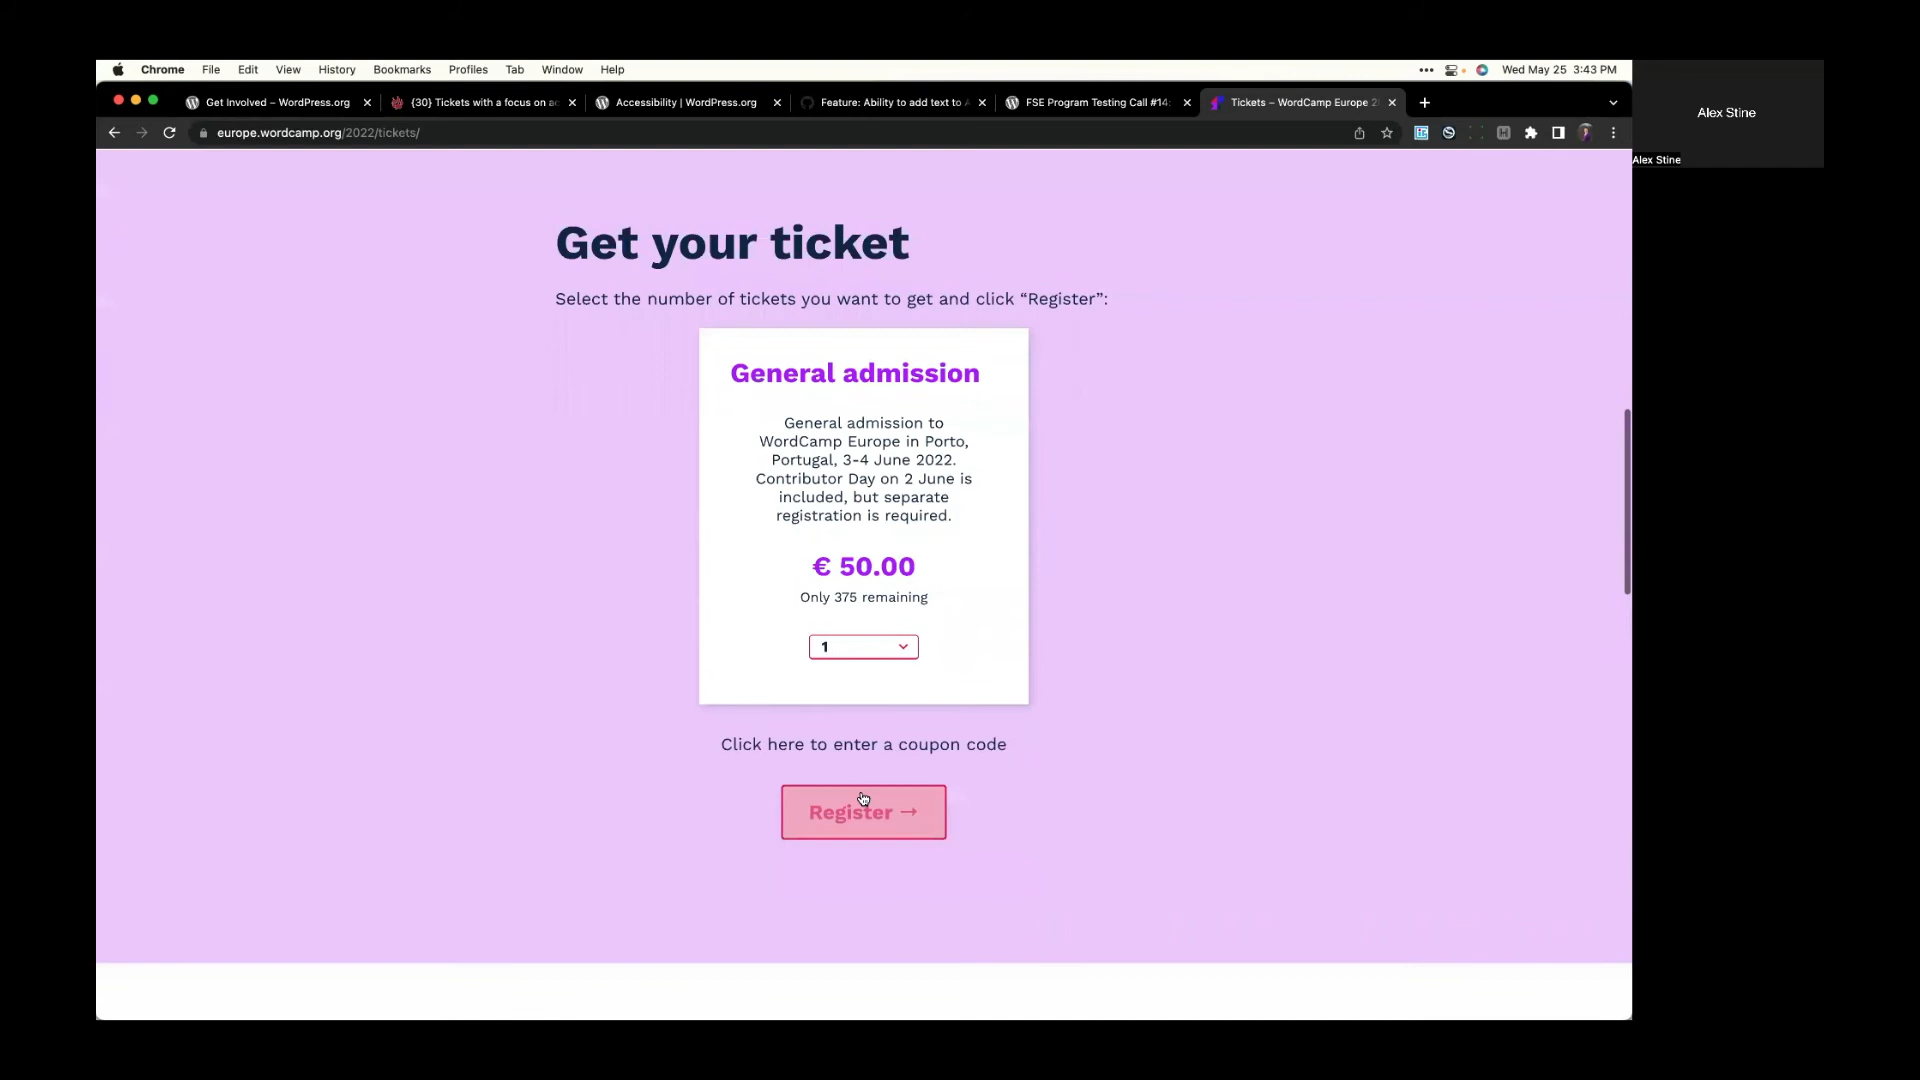 Chrome File Edit View History Bookmarks Profiles Tab Window Help Wed May 25 3:43 PM
Get Involved – WordPress.org {30} Tickets with a focus on ac Accessibility | WordPress.org Feature: Ability to add text to A FSE Program Testing Call #14: Tickets – WordCamp Europe 2
europe.wordcamp.org/2022/tickets/
Alex Stine
Alex Stine
Get your ticket
Select the number of tickets you want to get and click “Register”:
General admission
General admission to
WordCamp Europe in Porto,
Portugal, 3-4 June 2022.
Contributor Day on 2 June is
included, but separate
registration is required.
€ 50.00
Only 375 remaining
1
Click here to enter a coupon code
Register →